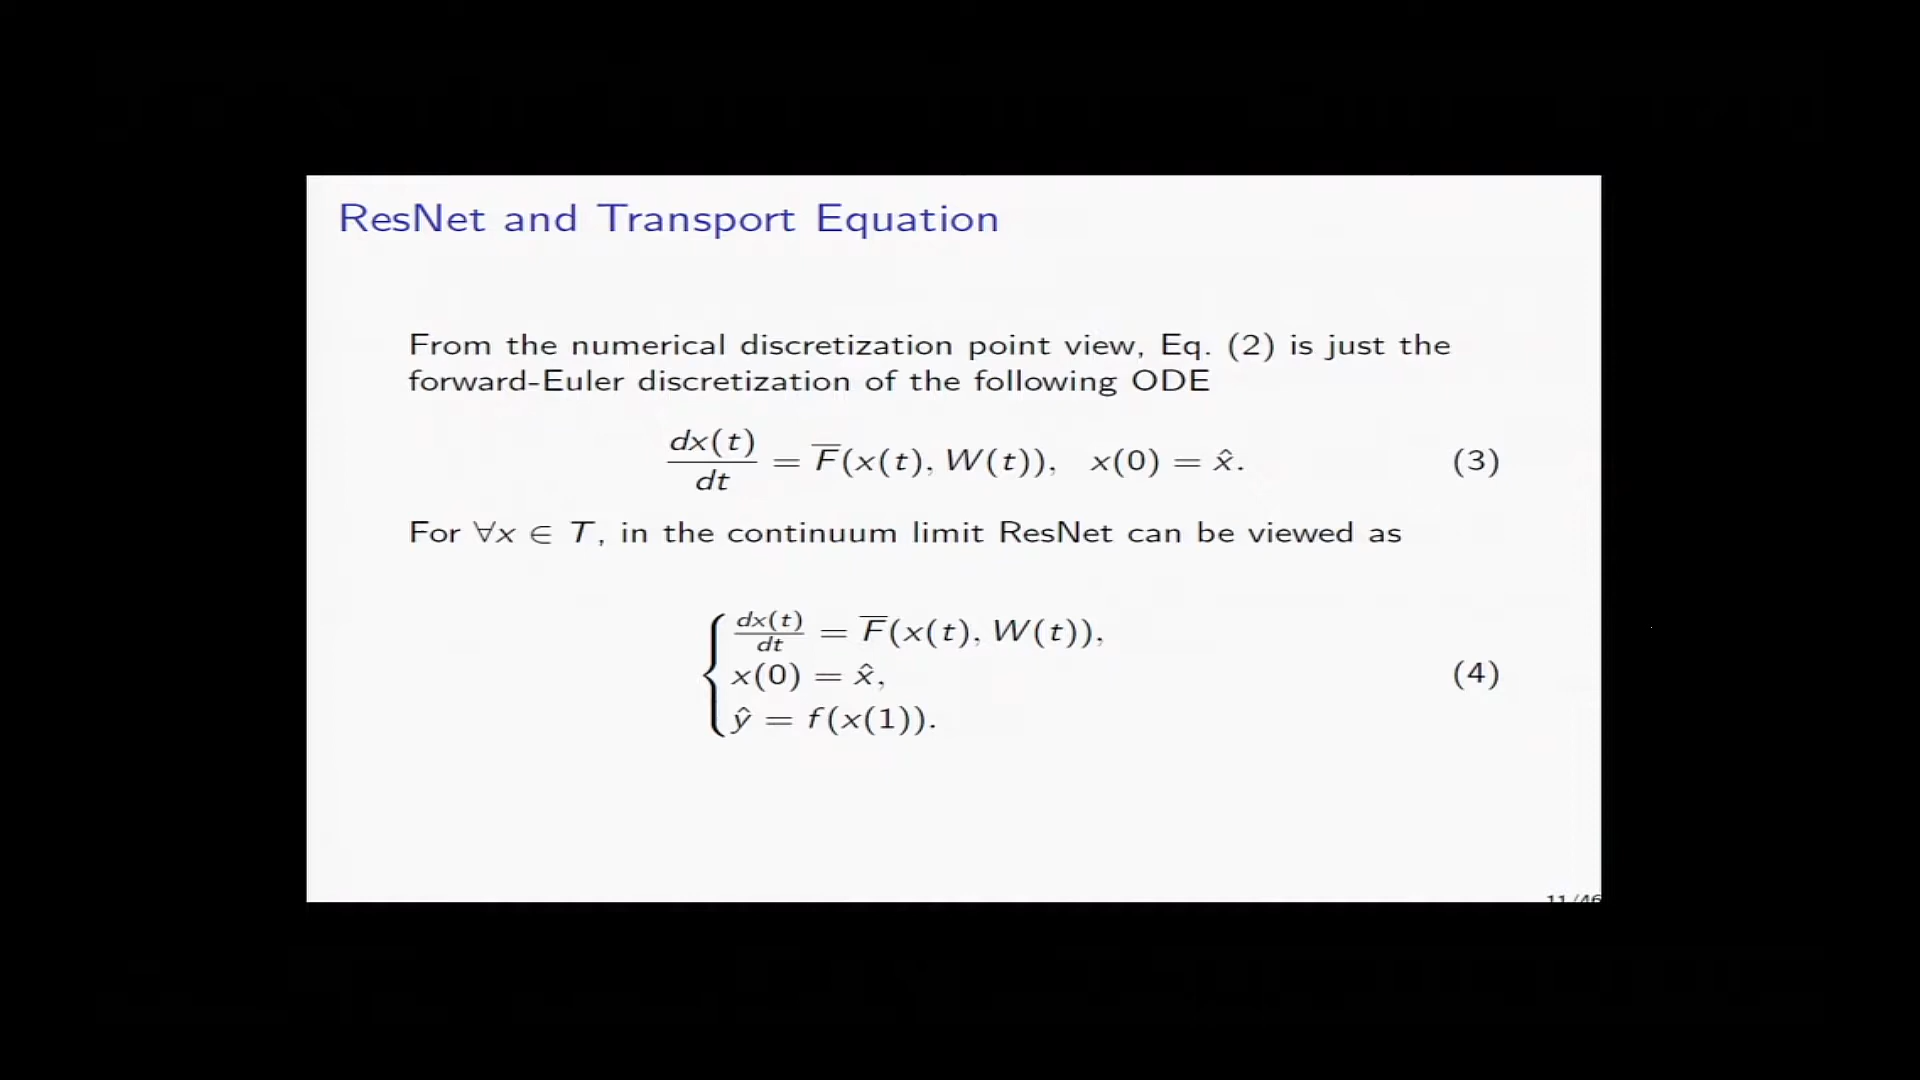 ResNet and Transport Equation
From the numerical discretization point view, Eq. (2) is just the
forward-Euler discretization of the following ODE
dx(t)/dt = F̅(x(t), W(t)), x(0) = x̂. (3)
For ∀x ∈ T, in the continuum limit ResNet can be viewed as
{ dx(t)/dt = F̅(x(t), W(t)),
x(0) = x̂, (4)
ŷ = f(x(1)).
11/46